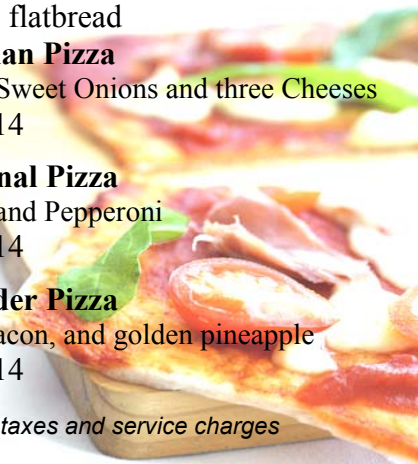 flatbread
an Pizza
Sweet Onions and three Cheeses
14
nal Pizza
and Pepperoni
14
der Pizza
acon, and golden pineapple
14
taxes and service charges